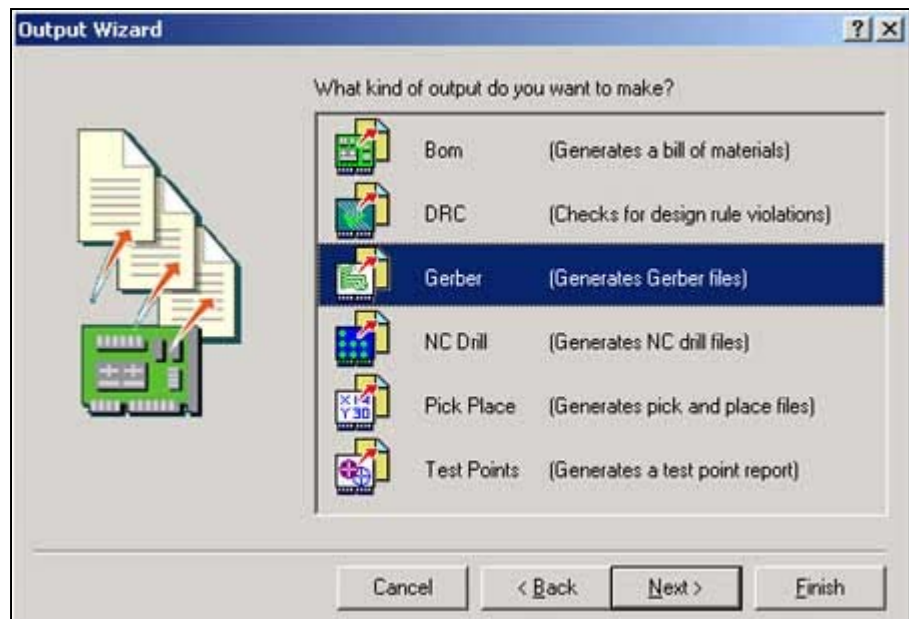 Output Wizard
What kind of output do you want to make?
Bom (Generates a bill of materials)
DRC (Checks for design rule violations)
Gerber (Generates Gerber files)
NC Drill (Generates NC drill files)
X 14
Y 30
Pick Place (Generates pick and place files)
Test Points (Generates a test point report)
Cancel < Back Next > Finish